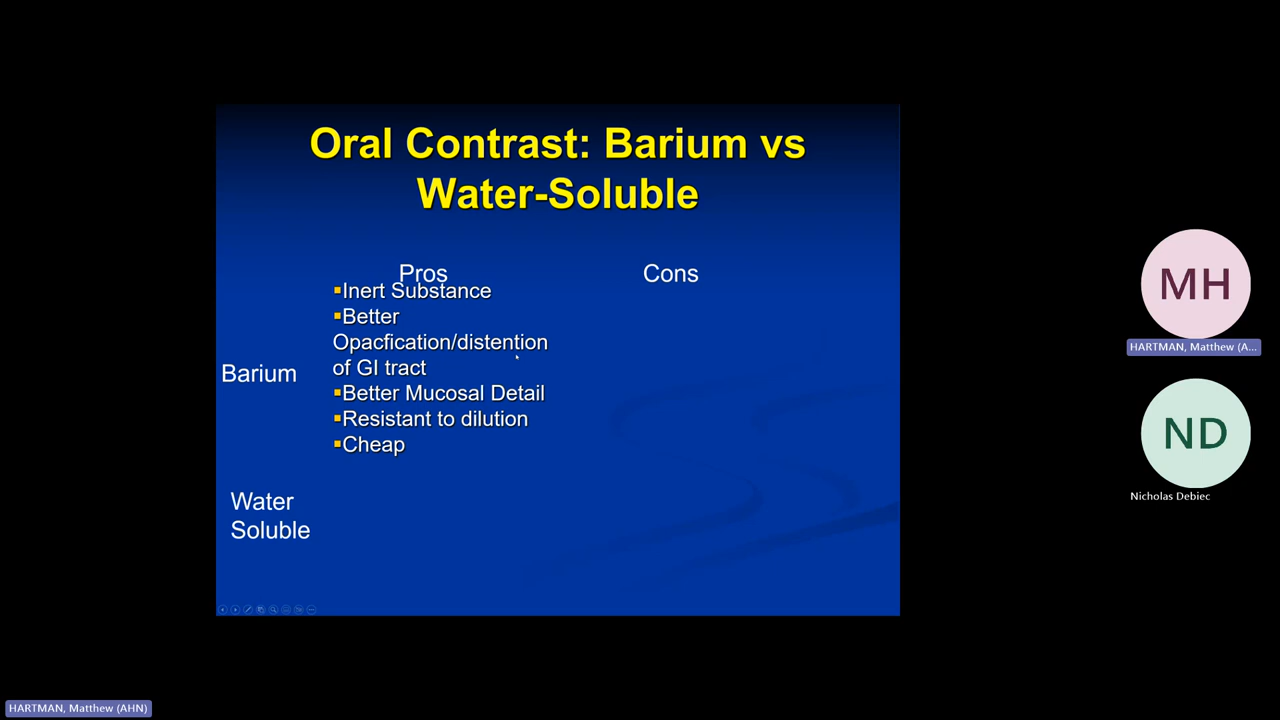 Oral Contrast: Barium vs
Water-Soluble
Pros
Cons
Barium
▪Inert Substance
▪Better
Opacfication/distention
of GI tract
▪Better Mucosal Detail
▪Resistant to dilution
▪Cheap
Water
Soluble
MH
HARTMAN, Matthew (A...
ND
Nicholas Debiec
HARTMAN, Matthew (AHN)